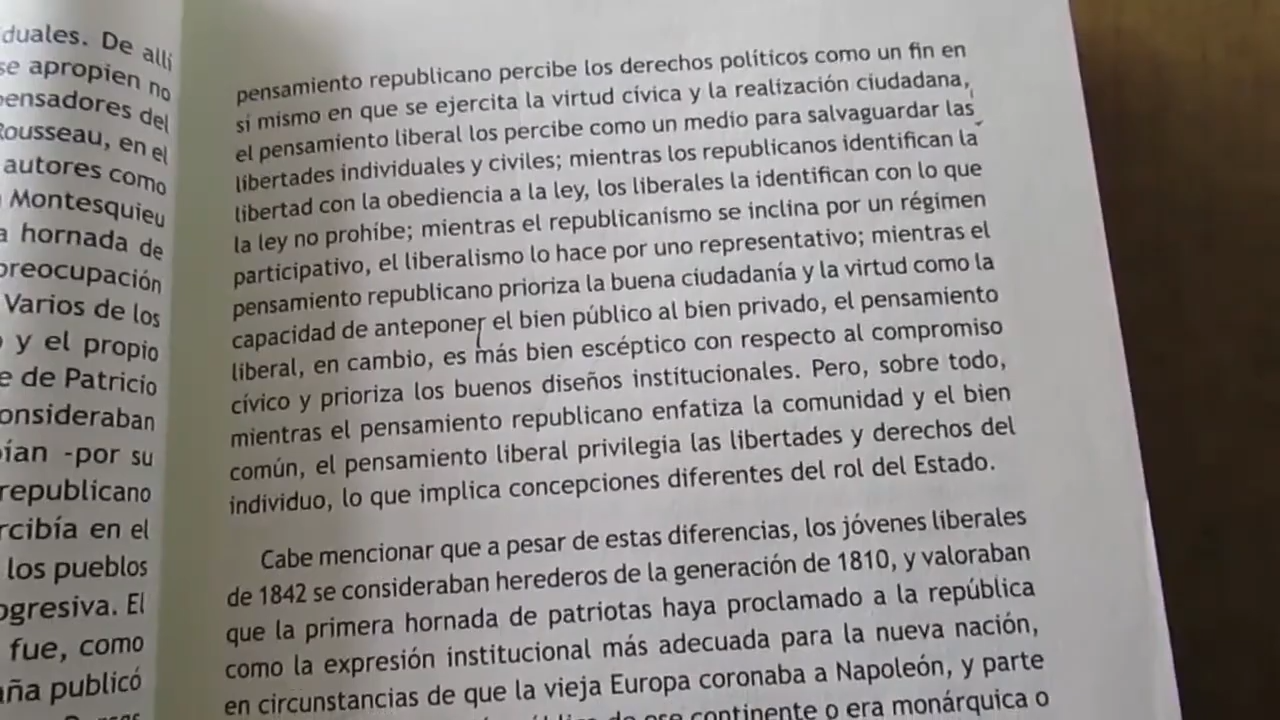 duales. De allí
se apropien no
pensadores del
Rousseau, en el
autores como
Montesquieu
a hornada de
preocupación
Varios de los
y el propio
e de Patricio
onsideraban
ían -por su
republicano
rcibía en el
los pueblos
ogresiva. El
fue, como
aña publicó
pensamiento republicano percibe los derechos políticos como un fin en
si mismo en que se ejercita la virtud cívica y la realización ciudadana,
el pensamiento liberal los percibe como un medio para salvaguardar las
libertades individuales y civiles; mientras los republicanos identifican la
libertad con la obediencia a la ley, los liberales la identifican con lo que
la ley no prohíbe; mientras el republicanismo se inclina por un régimen
participativo, el liberalismo lo hace por uno representativo; mientras el
pensamiento republicano prioriza la buena ciudadanía y la virtud como la
capacidad de anteponer el bien público al bien privado, el pensamiento
liberal, en cambio, es más bien escéptico con respecto al compromiso
cívico y prioriza los buenos diseños institucionales. Pero, sobre todo,
mientras el pensamiento republicano enfatiza la comunidad y el bien
común, el pensamiento liberal privilegia las libertades y derechos del
individuo, lo que implica concepciones diferentes del rol del Estado.
Cabe mencionar que a pesar de estas diferencias, los jóvenes liberales
de 1842 se consideraban herederos de la generación de 1810, y valoraban
que la primera hornada de patriotas haya proclamado a la república
como la expresión institucional más adecuada para la nueva nación,
en circunstancias de que la vieja Europa coronaba a Napoleón, y parte
de ese continente o era monárquica o